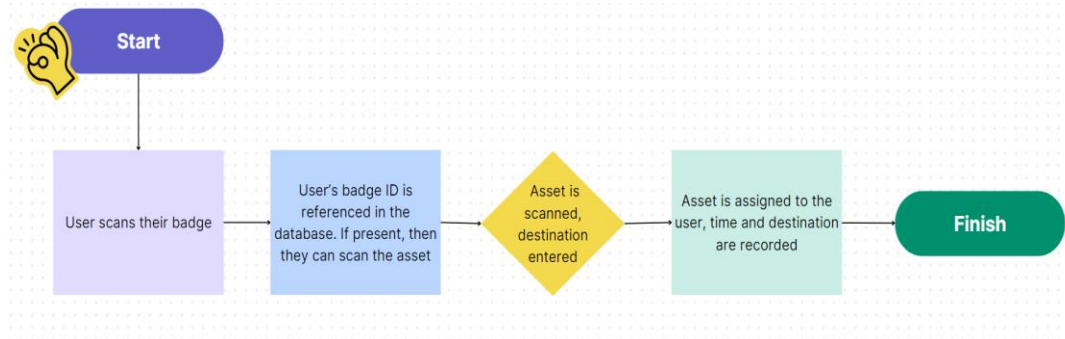 Start
User scans their badge
User's badge ID is
referenced in the
database. If present, then
they can scan the asset
Asset is
scanned,
destination
entered
Asset is assigned to the
user, time and destination
are recorded
Finish